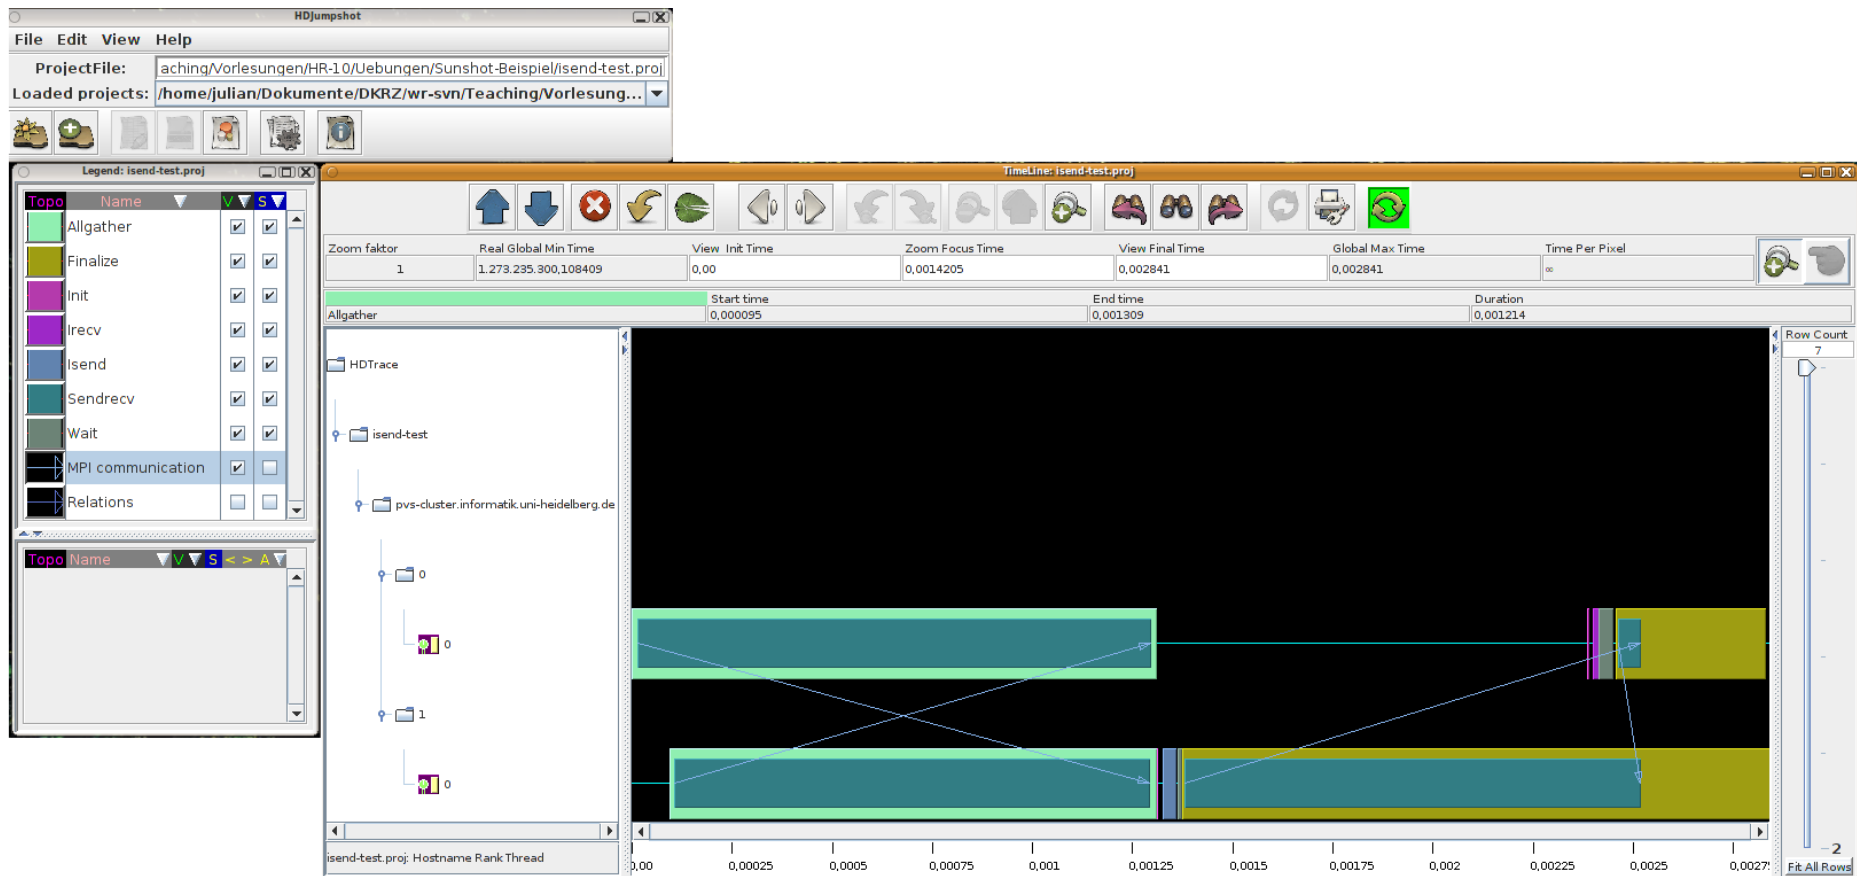 HDJumpshot
File Edit View Help
ProjectFile: aching/Vorlesungen/HR-10/Uebungen/Sunshot-Beispiel/isend-test.proj
Loaded projects: /home/julian/Dokumente/DKRZ/wr-svn/Teaching/Vorlesung...
Legend: isend-test.proj
Topo Name V S
Allgather
Finalize
Init
Irecv
Isend
Sendrecv
Wait
MPI communication
Relations
Topo Name V S < > A
TimeLine: isend-test.proj
Zoom faktor Real Global Min Time View Init Time Zoom Focus Time View Final Time Global Max Time Time Per Pixel
1 1.273.235.300,108409 0,00 0,0014205 0,002841 0,002841 ∞
Start time End time Duration
Allgather 0,000095 0,001309 0,001214
HDTrace
isend-test
pvs-cluster.informatik.uni-heidelberg.de
0
0
1
0
isend-test.proj: Hostname Rank Thread
0,00 0,00025 0,0005 0,00075 0,001 0,00125 0,0015 0,00175 0,002 0,00225 0,0025 0,0027
Row Count
7
2
Fit All Rows